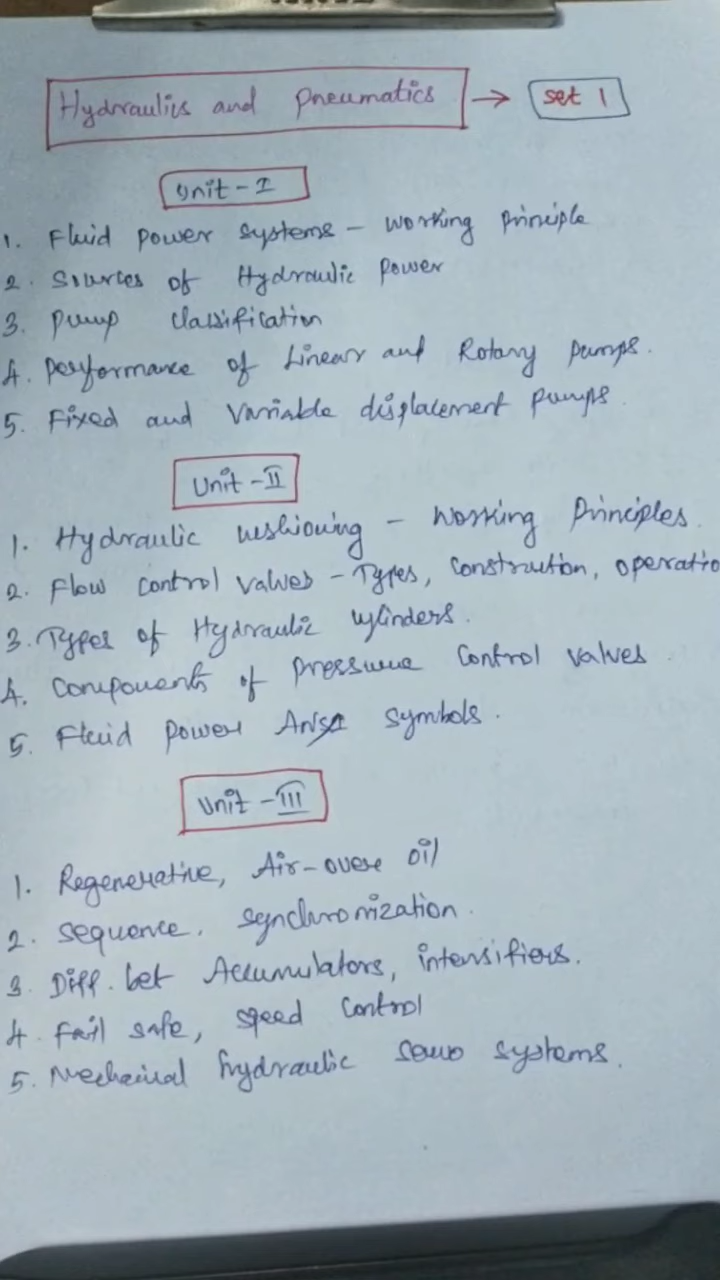 Hydraulics and Pneumatics → set 1
Unit - I
1. Fluid power systems - working principle
2. Sources of Hydraulic power
3. pump classification
4. performance of Linear and Rotary pumps.
5. Fixed and variable displacement pumps.
Unit - II
1. Hydraulic cushioning - working principles.
2. Flow control valves - Types, construction, operatio
3. Types of Hydraulic cylinders.
4. components of pressure control valves
5. Fluid power symbols.
Unit - III
1. Regenerative, Air-over oil
2. sequence, synchronization.
3. Diff. bet Accumulators, intensifiers.
4. Fail safe, speed control
5. Mechanical hydraulic servo systems.